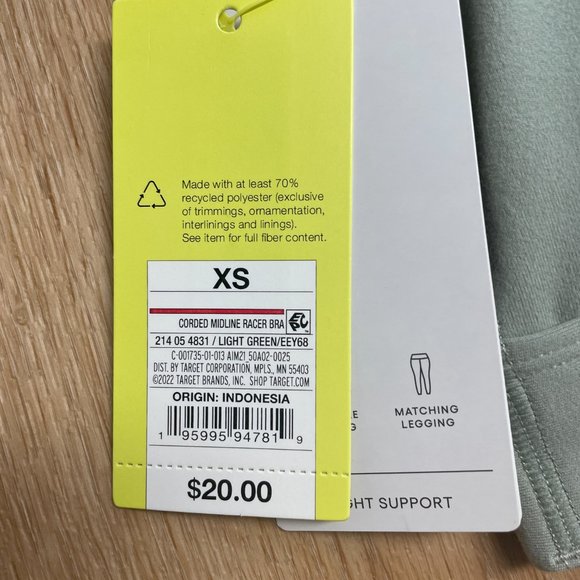 Made with at least 70%
recycled polyester (exclusive
of trimmings, ornamentation,
interlinings and linings).
See item for full fiber content.
XS
CORDED MIDLINE RACER BRA
214 05 4831 / LIGHT GREEN/EEY68
C-001735-01-013 AIM21 50A02-0025
DIST. BY TARGET CORPORATION, MPLS., MN 55403
©2022 TARGET BRANDS, INC. SHOP TARGET.COM
ORIGIN: INDONESIA
1 95995 94781 9
$20.00
MATCHING
LEGGING
SUPPORT